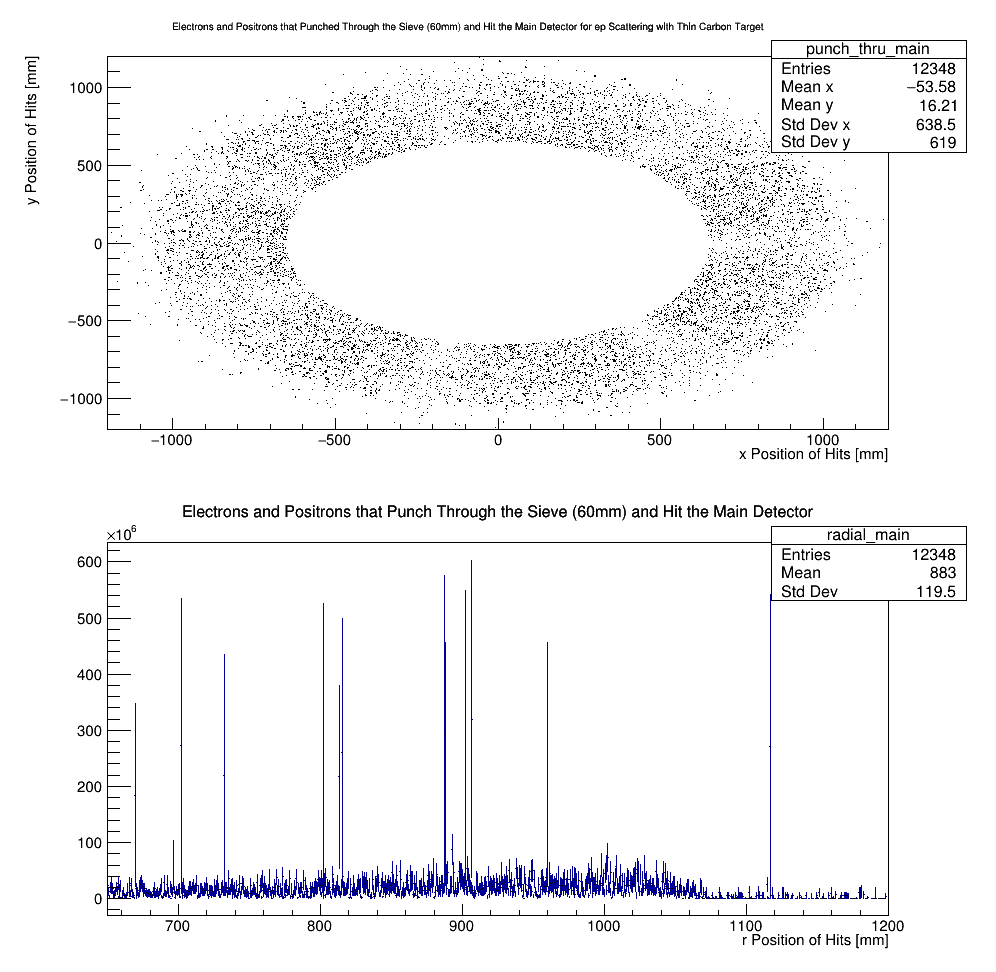 Electrons and Positrons that Punched Through the Sieve (60mm) and Hit the Main Detector for ep Scattering with Thin Carbon Target
punch_thru_main
Entries 12348
Mean x −53.58
Mean y 16.21
Std Dev x 638.5
Std Dev y 619
y Position of Hits [mm]
1000
500
0
−500
−1000
−1000 −500 0 500 1000
x Position of Hits [mm]
Electrons and Positrons that Punch Through the Sieve (60mm) and Hit the Main Detector
radial_main
Entries 12348
Mean 883
Std Dev 119.5
×10⁶
600
500
400
300
200
100
0
700 800 900 1000 1100 1200
r Position of Hits [mm]